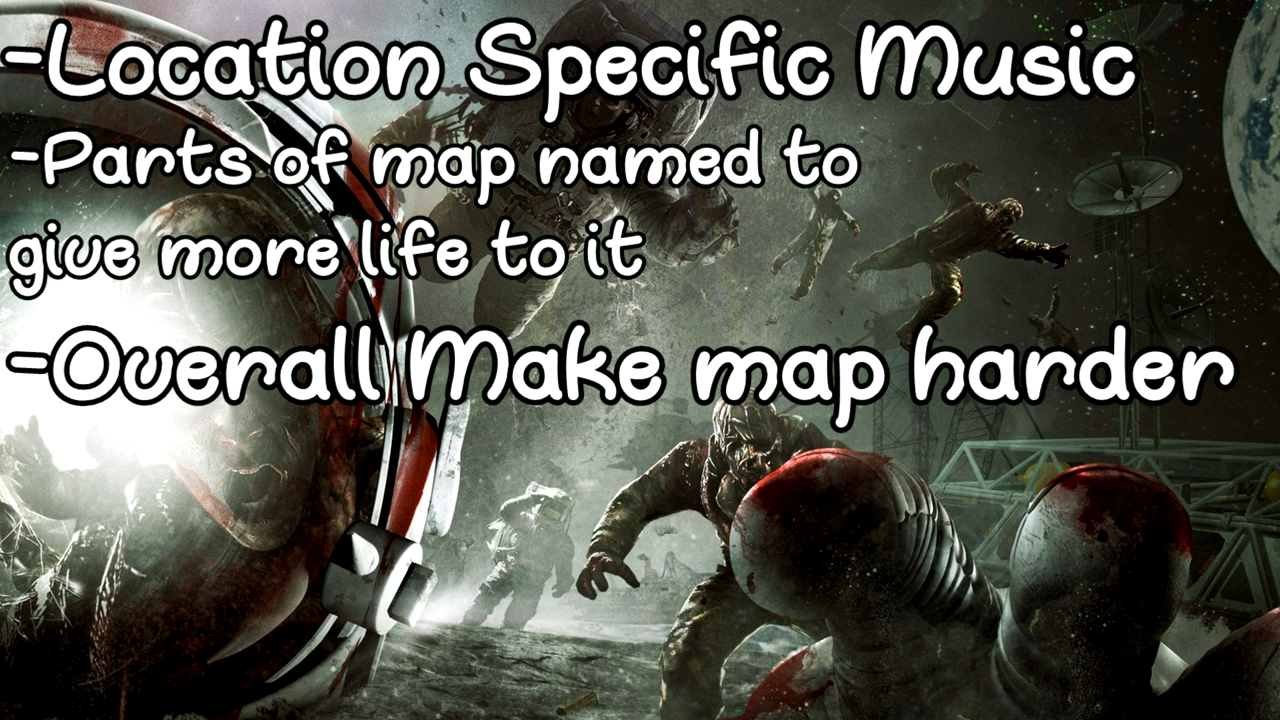 -Location Specific Music
-Parts of map named to
give more life to it
-Overall Make map harder